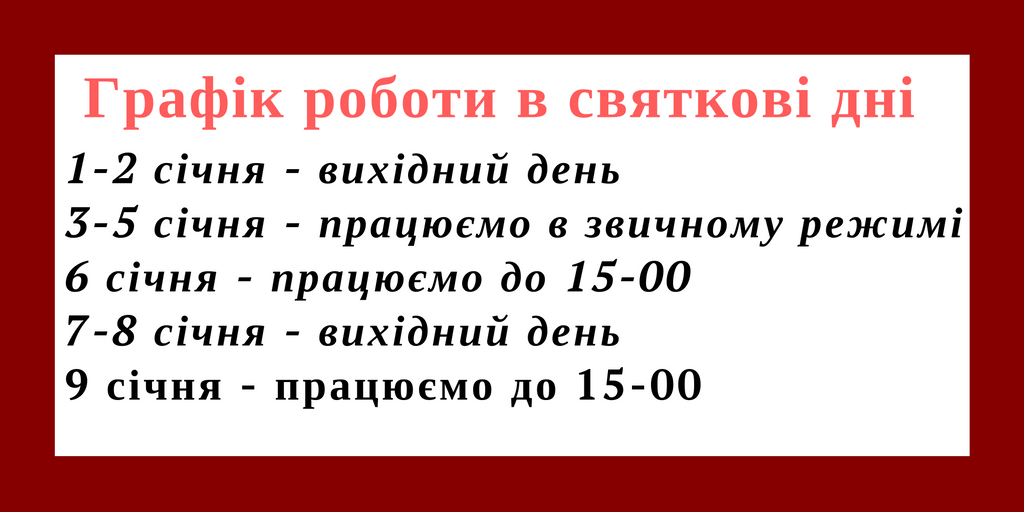 Графік роботи в святкові дні
1-2 січня - вихідний день
3-5 січня - працюємо в звичному режимі
6 січня - працюємо до 15-00
7-8 січня - вихідний день
9 січня - працюємо до 15-00